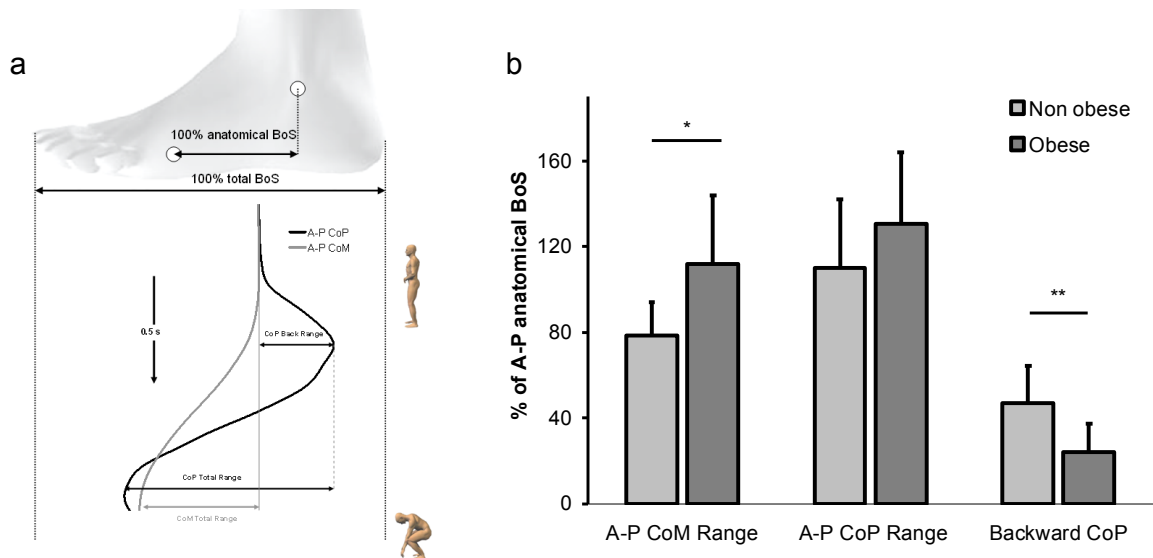 a
100% anatomical BoS
100% total BoS
A-P CoP
A-P CoM
0.5 s
CoP Back Range
CoP Total Range
CoM Total Range
b
% of A-P anatomical BoS
160
120
80
40
0
Non obese
Obese
*
**
A-P CoM Range
A-P CoP Range
Backward CoP